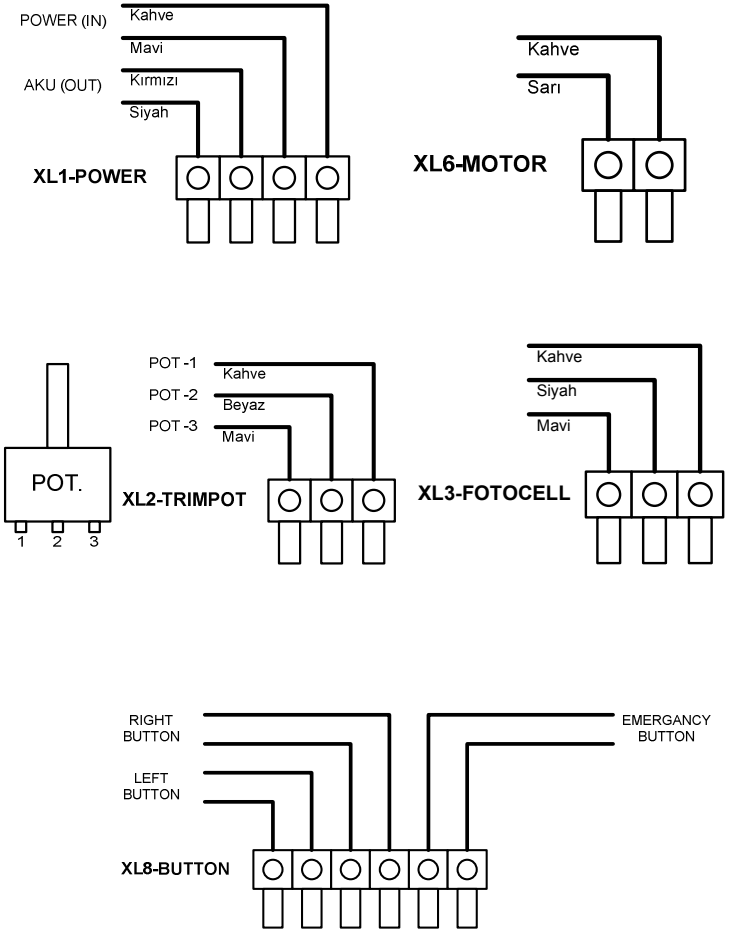 POWER (IN)
Kahve
Mavi
AKU (OUT)
Kırmızı
Siyah
XL1-POWER
Kahve
Sarı
XL6-MOTOR
POT -1
Kahve
POT -2
Beyaz
POT -3
Mavi
POT.
1 2 3
XL2-TRIMPOT
Kahve
Siyah
Mavi
XL3-FOTOCELL
RIGHT
BUTTON
LEFT
BUTTON
EMERGANCY
BUTTON
XL8-BUTTON